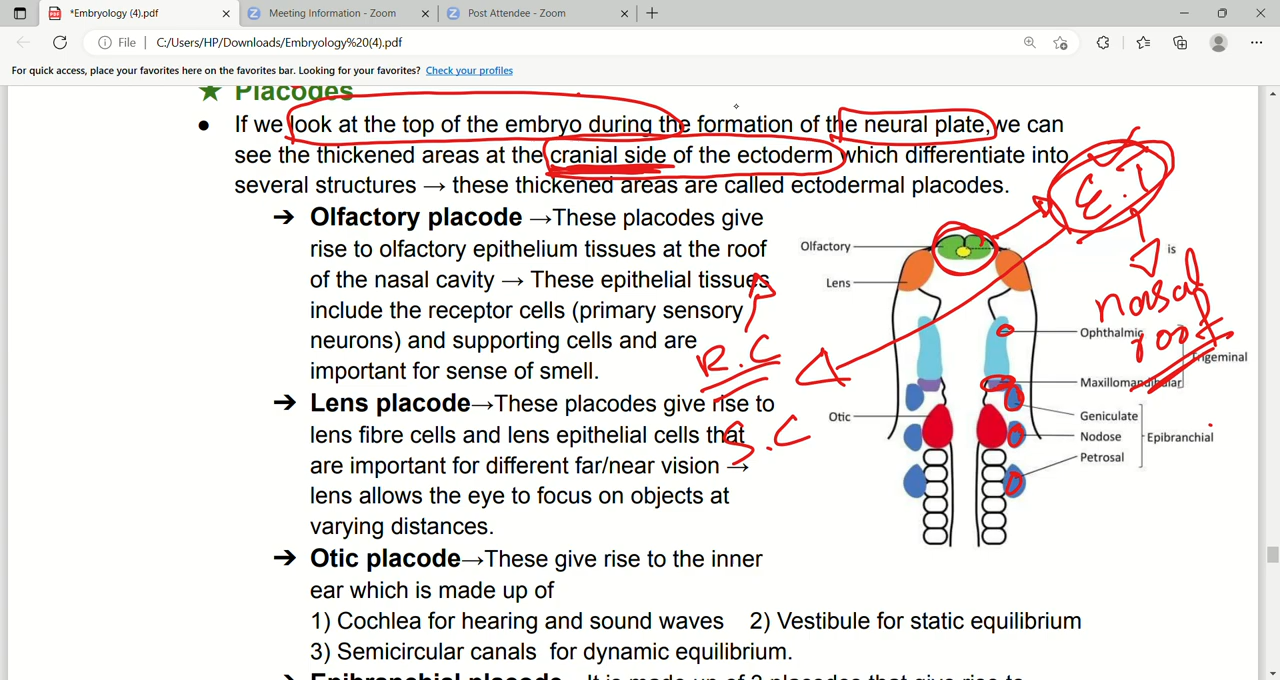 *Embryology (4).pdf
Meeting Information - Zoom
Post Attendee - Zoom
File
C:/Users/HP/Downloads/Embryology%20(4).pdf
For quick access, place your favorites here on the favorites bar. Looking for your favorites? Check your profiles
★ Placodes
● If we look at the top of the embryo during the formation of the neural plate, we can
see the thickened areas at the cranial side of the ectoderm which differentiate into
several structures → these thickened areas are called ectodermal placodes.
➔ Olfactory placode →These placodes give
rise to olfactory epithelium tissues at the roof
of the nasal cavity → These epithelial tissues
include the receptor cells (primary sensory
neurons) and supporting cells and are
important for sense of smell.
➔ Lens placode→These placodes give rise to
lens fibre cells and lens epithelial cells that
are important for different far/near vision →
lens allows the eye to focus on objects at
varying distances.
➔ Otic placode→These give rise to the inner
ear which is made up of
1) Cochlea for hearing and sound waves 2) Vestibule for static equilibrium
3) Semicircular canals for dynamic equilibrium.
Olfactory
Lens
Otic
is
Ophthalmic
Trigeminal
Maxillomandibular
Geniculate
Nodose
Epibranchial
Petrosal
E.T
nasal
roof
R.C
S.C